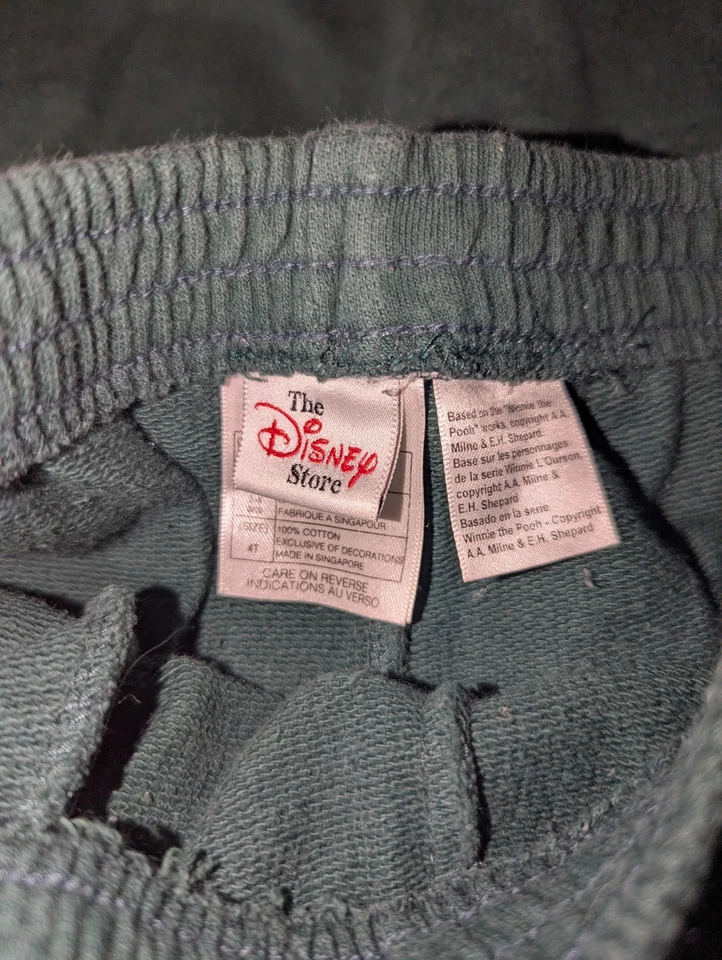 The
Disney
Store
FABRIQUE A SINGAPOUR
(SIZE)
100% COTTON
EXCLUSIVE OF DECORATIONS
4T
MADE IN SINGAPORE
CARE ON REVERSE
INDICATIONS AU VERSO
Based on the "Winnie the
Pooh" works, copyright A.A.
Milne & E.H. Shepard.
Base sur les personnages
de la serie Winnie L'Ourson,
copyright A.A. Milne &
E.H. Shepard
Basado en la serie
Winnie the Pooh - Copyright
A.A. Milne & E.H. Shepard